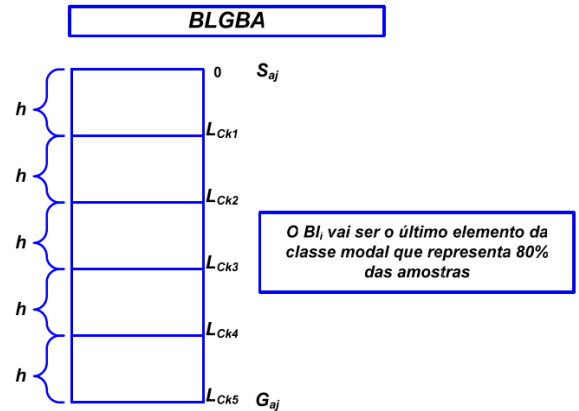 BLGBA
0 Saj
h
LCk1
h
LCk2
h
LCk3
h
LCk4
h
LCk5 Gaj
O BIi vai ser o último elemento da
classe modal que representa 80%
das amostras